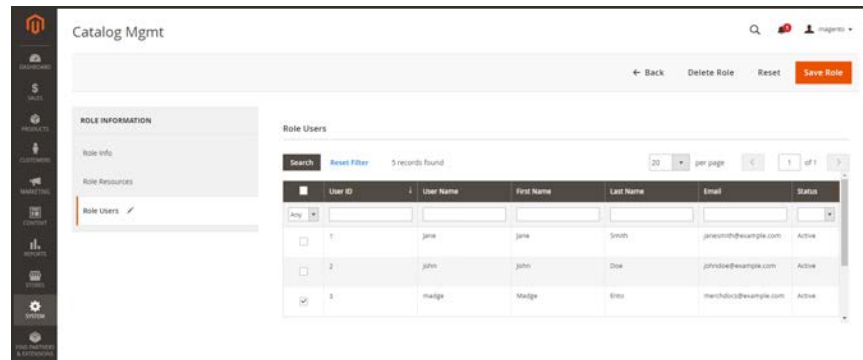 Catalog Mgmt
magento
DASHBOARD
SALES
PRODUCTS
CUSTOMERS
MARKETING
CONTENT
REPORTS
STORES
SYSTEM
FIND PARTNERS
& EXTENSIONS
← Back Delete Role Reset Save Role
ROLE INFORMATION
Role Info
Role Resources
Role Users
Role Users
Search Reset Filter 5 records found 20 per page 1 of 1
User ID ↓ User Name First Name Last Name Email Status
Any
1 jane Jane Smith janesmith@example.com Active
2 john John Doe johndoe@example.com Active
3 madge Madge Ento merchdocs@example.com Active